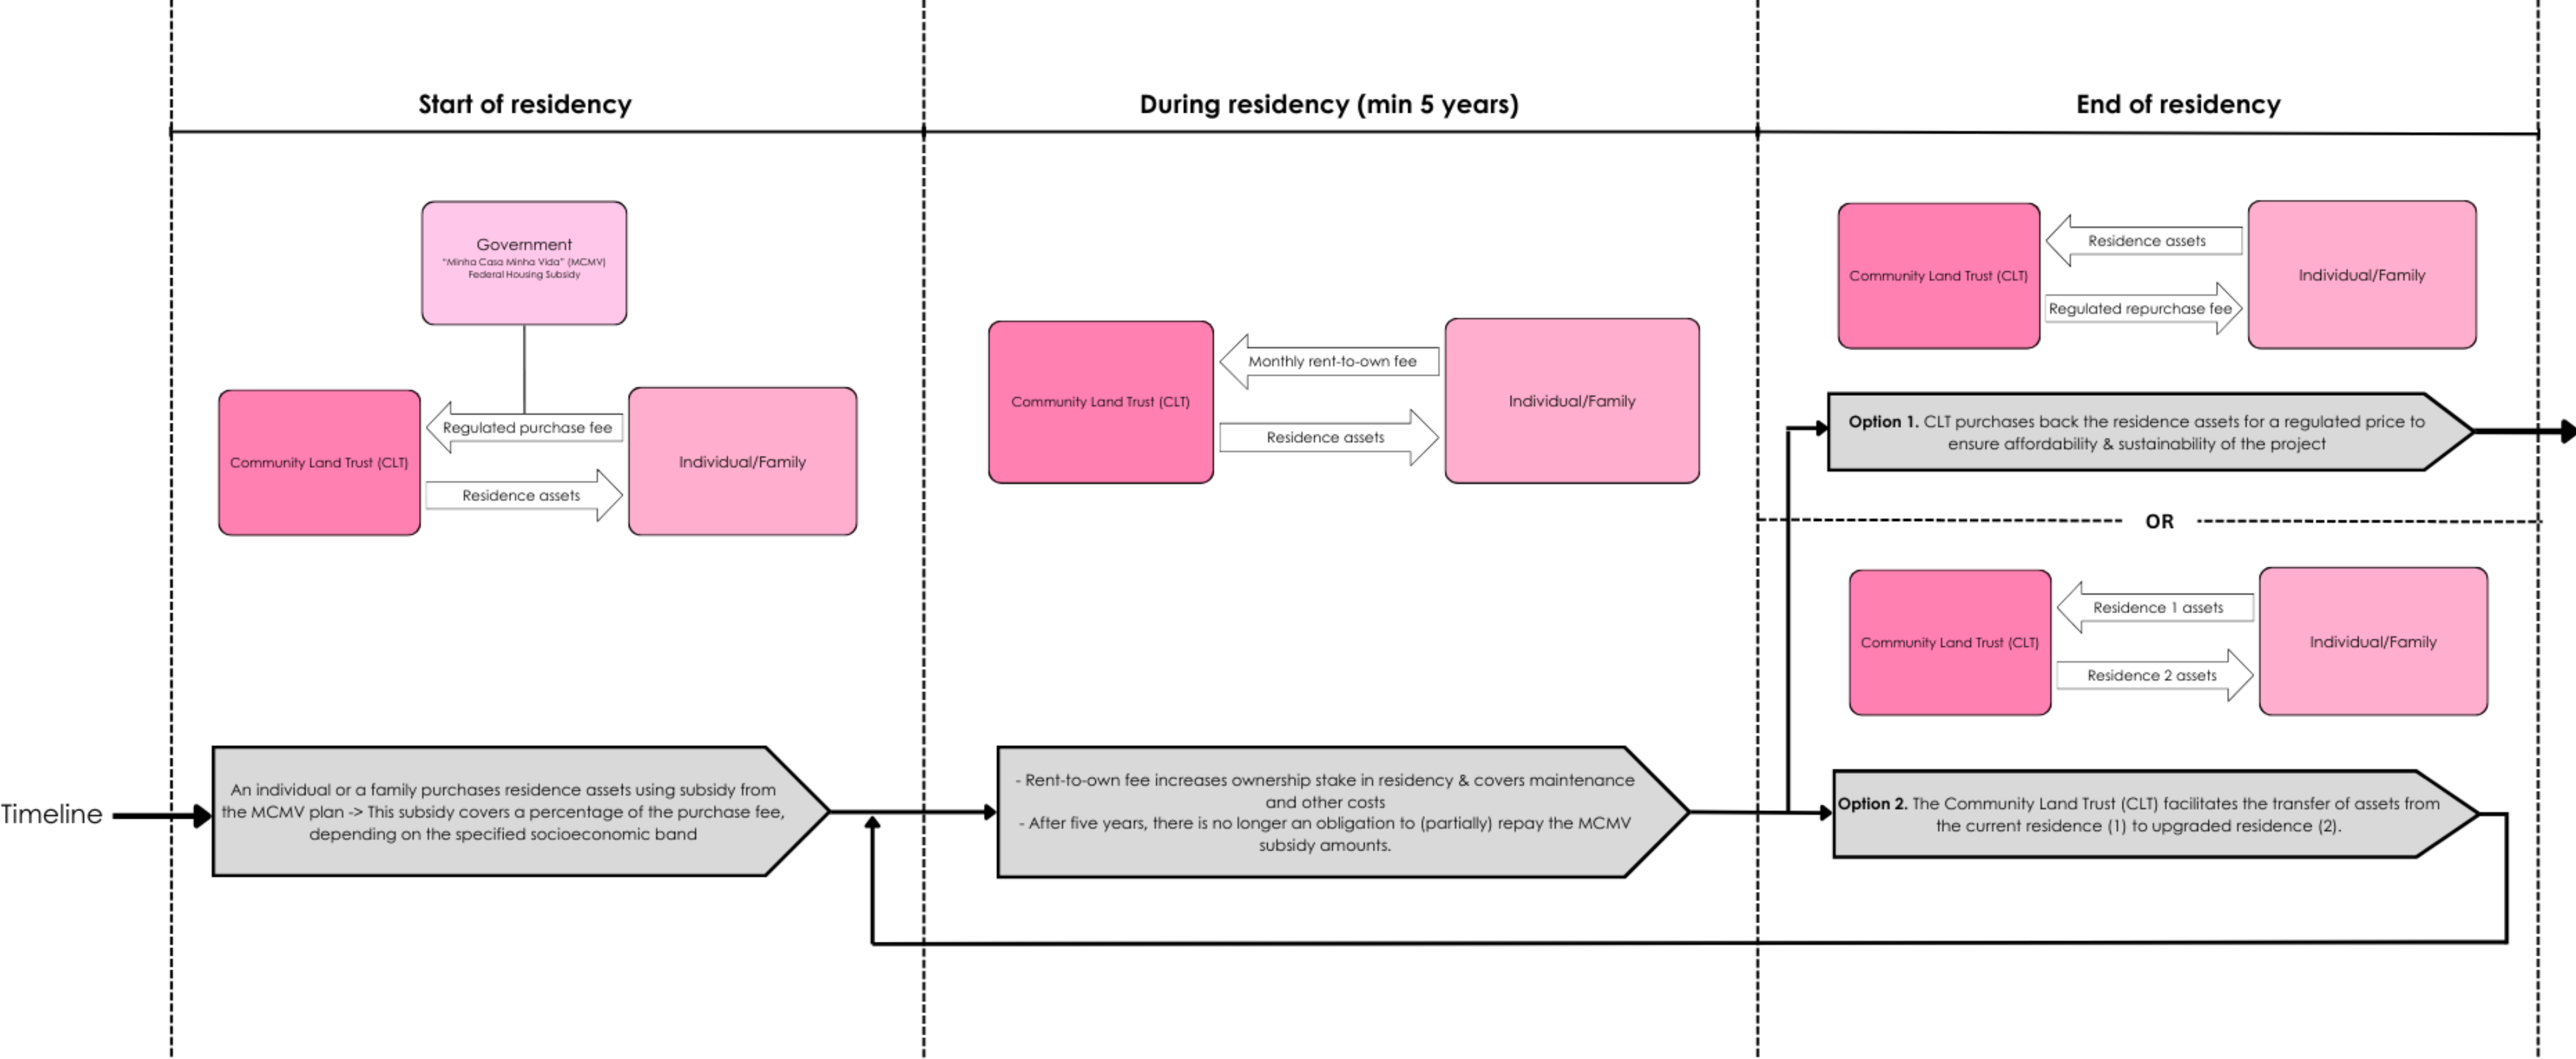 Start of residency
During residency (min 5 years)
End of residency
Government
“Minha Casa Minha Vida” (MCMV)
Federal Housing Subsidy
Community Land Trust (CLT)
Regulated purchase fee
Residence assets
Individual/Family
Community Land Trust (CLT)
Monthly rent-to-own fee
Residence assets
Individual/Family
Community Land Trust (CLT)
Residence assets
Regulated repurchase fee
Individual/Family
Option 1. CLT purchases back the residence assets for a regulated price to
ensure affordability & sustainability of the project
OR
Community Land Trust (CLT)
Residence 1 assets
Residence 2 assets
Individual/Family
Timeline
An individual or a family purchases residence assets using subsidy from
the MCMV plan -> This subsidy covers a percentage of the purchase fee,
depending on the specified socioeconomic band
- Rent-to-own fee increases ownership stake in residency & covers maintenance
and other costs
- After five years, there is no longer an obligation to (partially) repay the MCMV
subsidy amounts.
Option 2. The Community Land Trust (CLT) facilitates the transfer of assets from
the current residence (1) to upgraded residence (2).